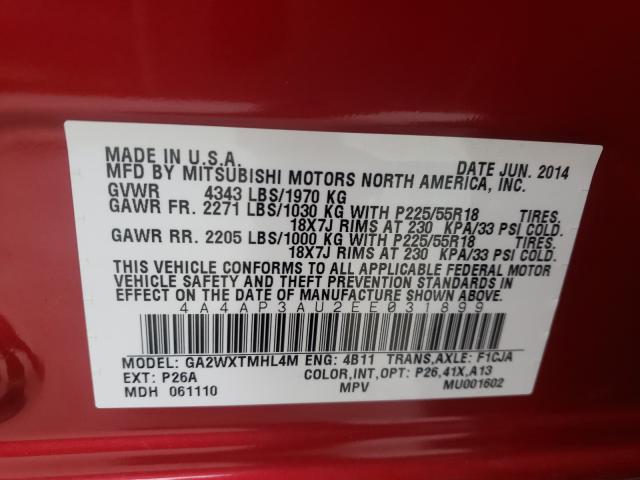 MADE IN U.S.A. DATE JUN. 2014
MFD BY MITSUBISHI MOTORS NORTH AMERICA, INC.
GVWR 4343 LBS/1970 KG
GAWR FR. 2271 LBS/1030 KG WITH P225/55R18 TIRES.
18X7J RIMS AT 230 KPA/33 PSI COLD.
GAWR RR. 2205 LBS/1000 KG WITH P225/55R18 TIRES.
18X7J RIMS AT 230 KPA/33 PSI COLD.
THIS VEHICLE CONFORMS TO ALL APPLICABLE FEDERAL MOTOR
VEHICLE SAFETY AND THEFT PREVENTION STANDARDS IN
EFFECT ON THE DATE OF MANUFACTURE SHOWN ABOVE.
4A4AP3AU2EE031899
MODEL: GA2WXTMHL4M ENG: 4B11 TRANS,AXLE: F1CJA
EXT: P26A COLOR,INT,OPT: P26,41X,A13
MDH 061110 MPV MU001602